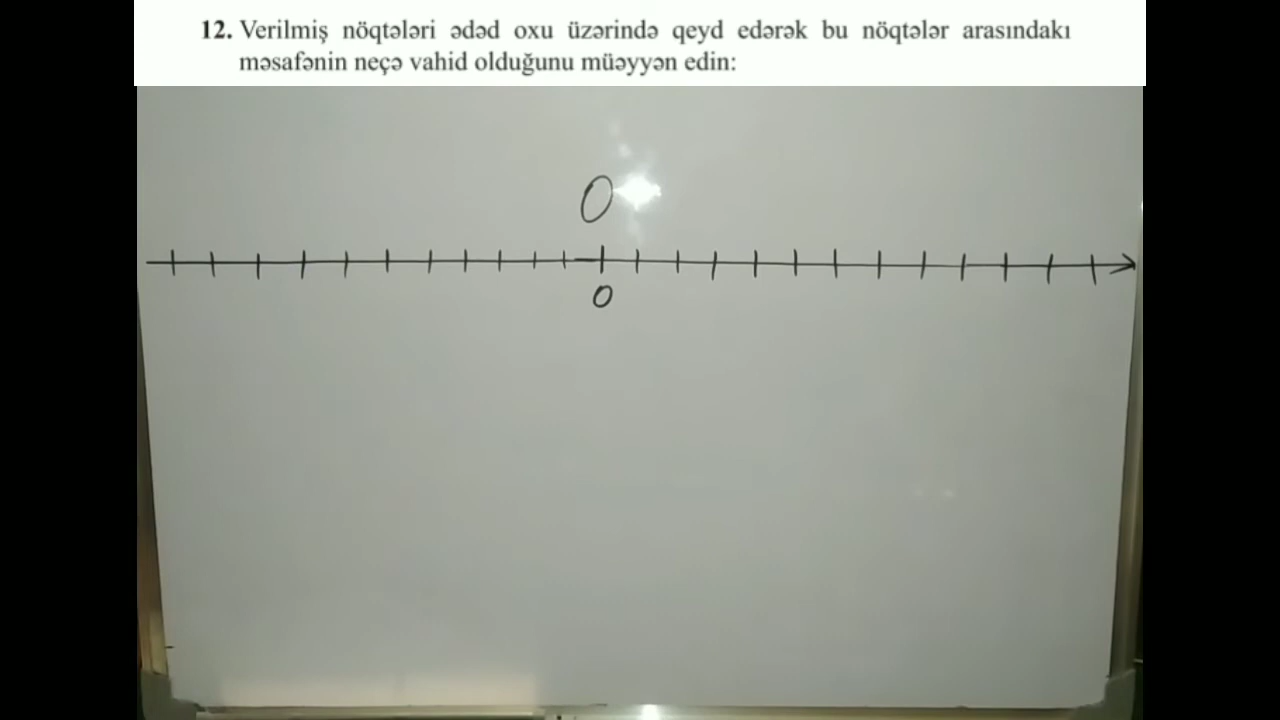 12. Verilmiş nöqtələri ədəd oxu üzərində qeyd edərək bu nöqtələr arasındakı
məsafənin neçə vahid olduğunu müəyyən edin:
O
0